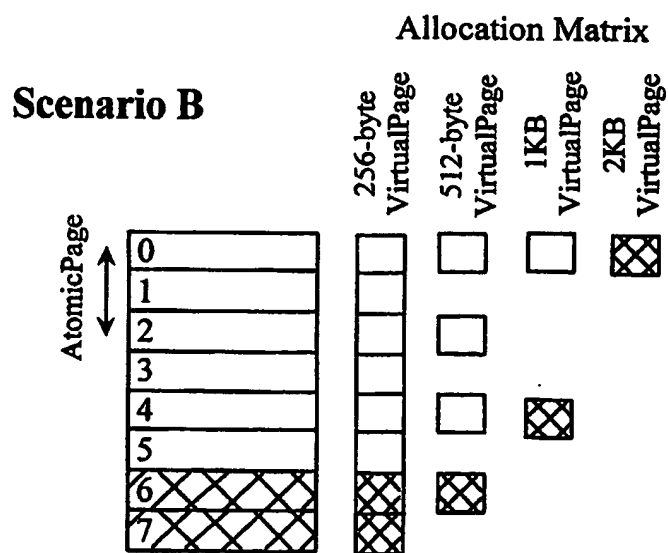 Allocation Matrix
Scenario B
256-byte
VirtualPage
512-byte
VirtualPage
1KB
VirtualPage
2KB
VirtualPage
AtomicPage
0
1
2
3
4
5
6
7